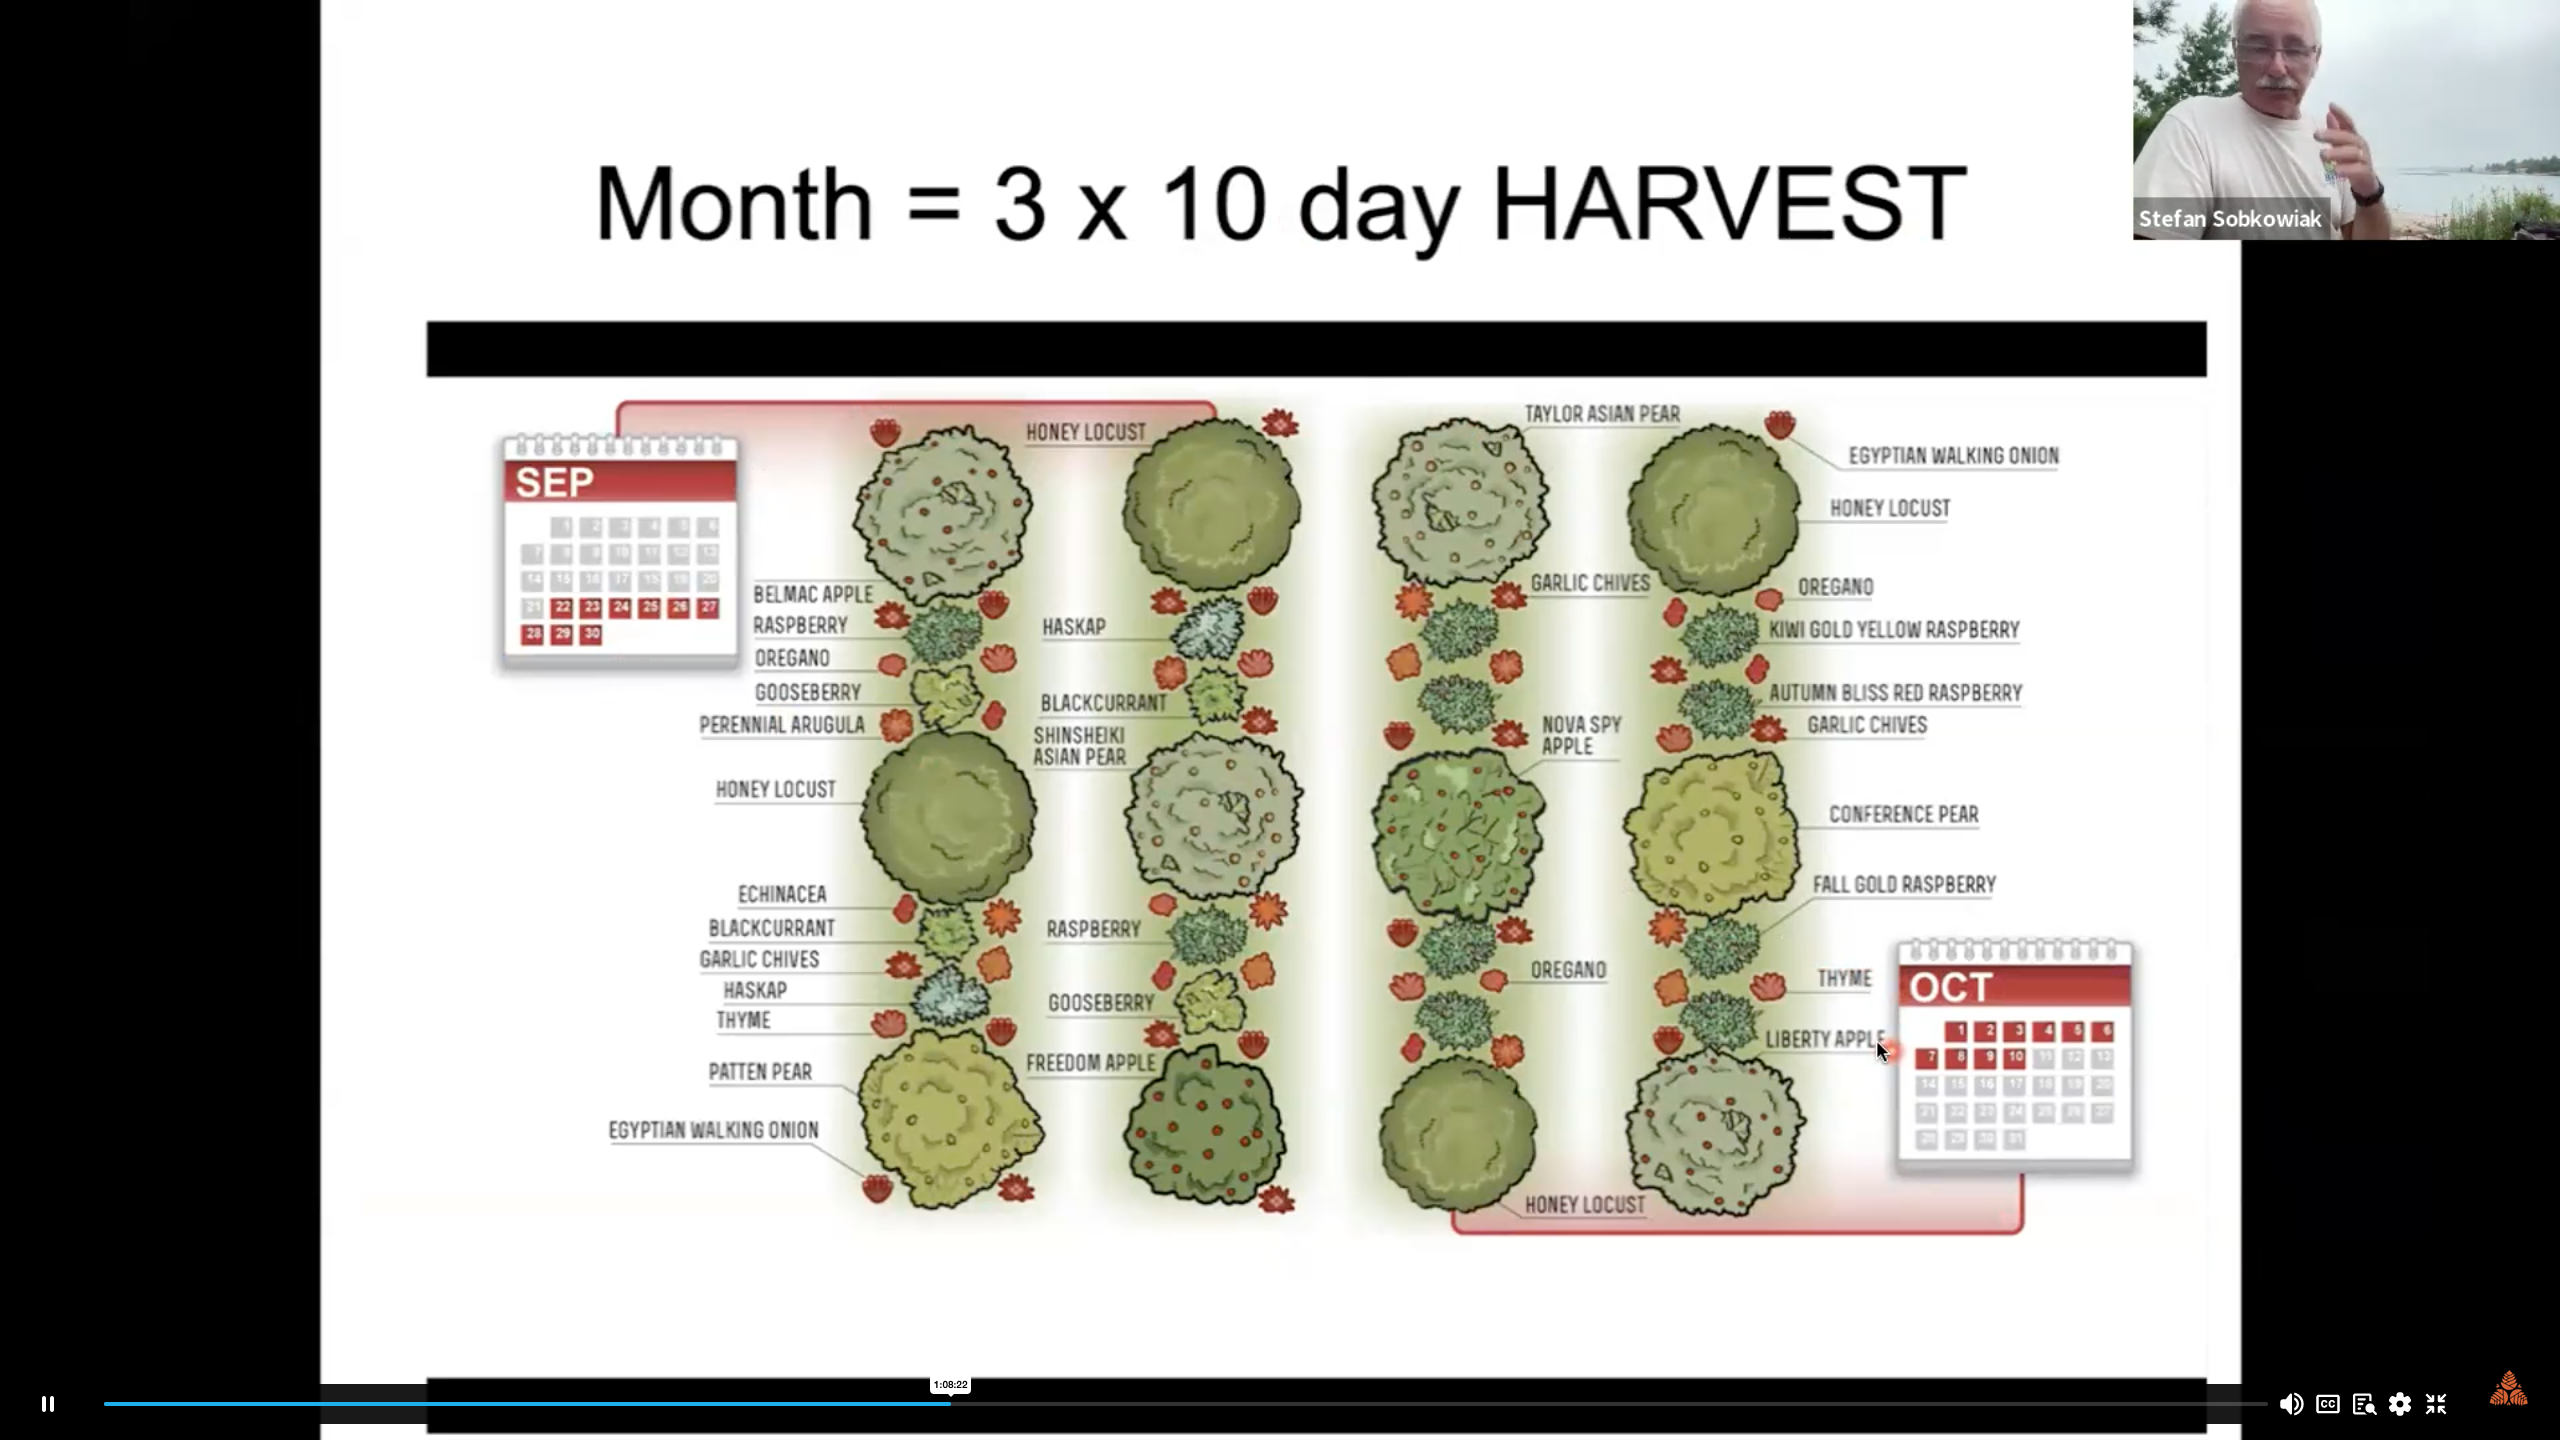 Month = 3 x 10 day HARVEST
Stefan Sobkowiak
SEP
1 2 3 4 5 6
7 8 9 10 11 12 13
14 15 16 17 18 19 20
21 22 23 24 25 26 27
28 29 30
HONEY LOCUST
BELMAC APPLE
RASPBERRY
OREGANO
GOOSEBERRY
PERENNIAL ARUGULA
HONEY LOCUST
ECHINACEA
BLACKCURRANT
GARLIC CHIVES
HASKAP
THYME
PATTEN PEAR
EGYPTIAN WALKING ONION
HASKAP
BLACKCURRANT
SHINSHEIKI
ASIAN PEAR
RASPBERRY
GOOSEBERRY
FREEDOM APPLE
TAYLOR ASIAN PEAR
GARLIC CHIVES
NOVA SPY
APPLE
OREGANO
HONEY LOCUST
EGYPTIAN WALKING ONION
HONEY LOCUST
OREGANO
KIWI GOLD YELLOW RASPBERRY
AUTUMN BLISS RED RASPBERRY
GARLIC CHIVES
CONFERENCE PEAR
FALL GOLD RASPBERRY
THYME
LIBERTY APPLE
OCT
1 2 3 4 5 6
7 8 9 10 11 12 13
14 15 16 17 18 19 20
21 22 23 24 25 26 27
28 29 30 31
1:08:22
CC